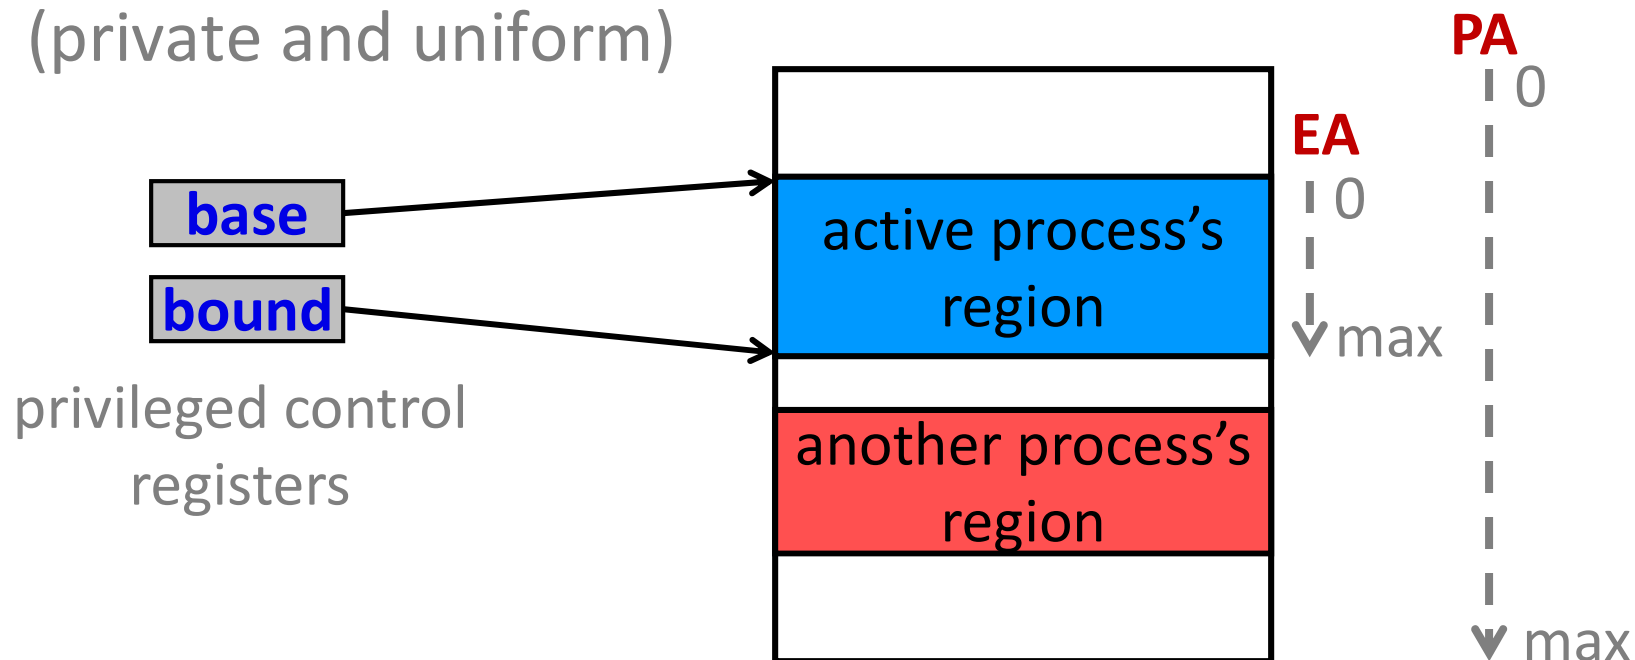 (private and uniform)
PA
0
EA
0
base
active process’s
region
bound
max
privileged control
registers
another process’s
region
max